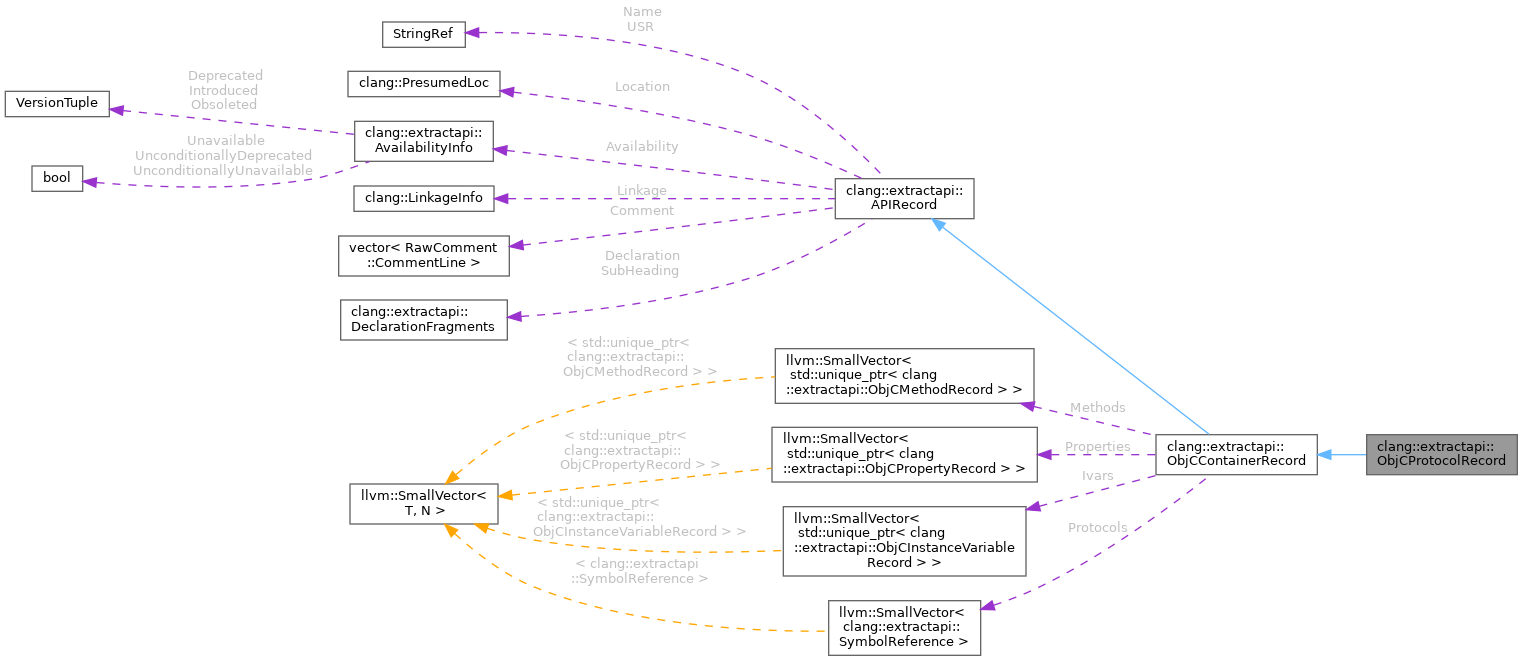 Name
USR
StringRef
clang::PresumedLoc
Location
Deprecated
Introduced
Obsoleted
VersionTuple
clang::extractapi::
AvailabilityInfo
Availability
Unavailable
UnconditionallyDeprecated
UnconditionallyUnavailable
bool
clang::LinkageInfo
Linkage
Comment
clang::extractapi::
APIRecord
vector< RawComment
::CommentLine >
Declaration
SubHeading
clang::extractapi::
DeclarationFragments
< std::unique_ptr<
clang::extractapi::
ObjCMethodRecord > >
llvm::SmallVector<
std::unique_ptr< clang
::extractapi::ObjCMethodRecord > >
Methods
< std::unique_ptr<
clang::extractapi::
ObjCPropertyRecord > >
llvm::SmallVector<
std::unique_ptr< clang
::extractapi::ObjCPropertyRecord > >
Properties
clang::extractapi::
ObjCContainerRecord
clang::extractapi::
ObjCProtocolRecord
Ivars
llvm::SmallVector<
T, N >
< std::unique_ptr<
clang::extractapi::
ObjCInstanceVariableRecord > >
llvm::SmallVector<
std::unique_ptr< clang
::extractapi::ObjCInstanceVariable
Record > >
Protocols
< clang::extractapi
::SymbolReference >
llvm::SmallVector<
clang::extractapi::
SymbolReference >